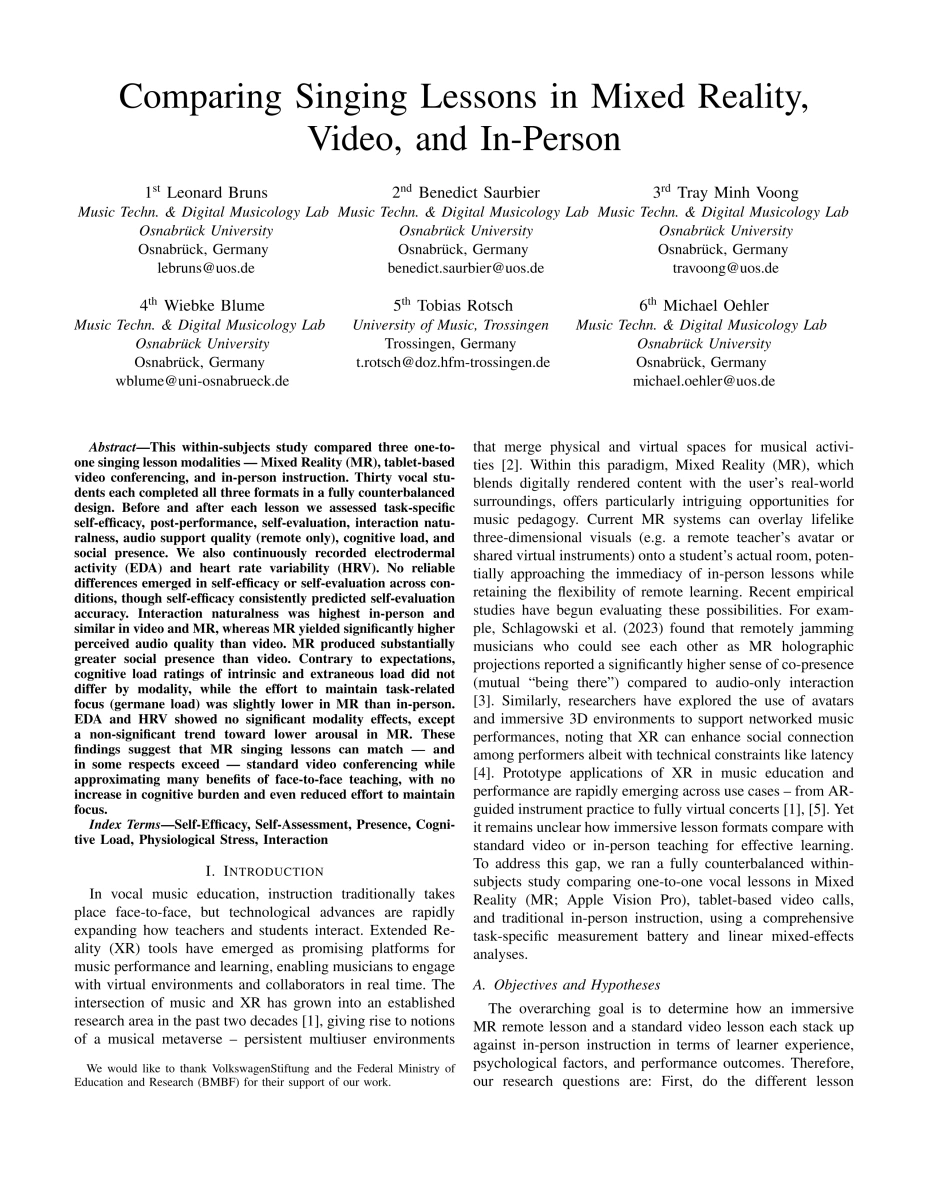 Comparing Singing Lessons in Mixed Reality,
Video, and In-Person
1st Leonard Bruns
Music Techn. & Digital Musicology Lab
Osnabrück University
Osnabrück, Germany
lebruns@uos.de
2nd Benedict Saurbier
Music Techn. & Digital Musicology Lab
Osnabrück University
Osnabrück, Germany
benedict.saurbier@uos.de
3rd Tray Minh Voong
Music Techn. & Digital Musicology Lab
Osnabrück University
Osnabrück, Germany
travoong@uos.de
4th Wiebke Blume
Music Techn. & Digital Musicology Lab
Osnabrück University
Osnabrück, Germany
wblume@uni-osnabrueck.de
5th Tobias Rotsch
University of Music, Trossingen
Trossingen, Germany
t.rotsch@doz.hfm-trossingen.de
6th Michael Oehler
Music Techn. & Digital Musicology Lab
Osnabrück University
Osnabrück, Germany
michael.oehler@uos.de
Abstract—This within-subjects study compared three one-to-
one singing lesson modalities — Mixed Reality (MR), tablet-based
video conferencing, and in-person instruction. Thirty vocal stu-
dents each completed all three formats in a fully counterbalanced
design. Before and after each lesson we assessed task-specific
self-efficacy, post-performance, self-evaluation, interaction natu-
ralness, audio support quality (remote only), cognitive load, and
social presence. We also continuously recorded electrodermal
activity (EDA) and heart rate variability (HRV). No reliable
differences emerged in self-efficacy or self-evaluation across con-
ditions, though self-efficacy consistently predicted self-evaluation
accuracy. Interaction naturalness was highest in-person and
similar in video and MR, whereas MR yielded significantly higher
perceived audio quality than video. MR produced substantially
greater social presence than video. Contrary to expectations,
cognitive load ratings of intrinsic and extraneous load did not
differ by modality, while the effort to maintain task-related
focus (germane load) was slightly lower in MR than in-person.
EDA and HRV showed no significant modality effects, except
a non-significant trend toward lower arousal in MR. These
findings suggest that MR singing lessons can match — and
in some respects exceed — standard video conferencing while
approximating many benefits of face-to-face teaching, with no
increase in cognitive burden and even reduced effort to maintain
focus.
Index Terms—Self-Efficacy, Self-Assessment, Presence, Cogni-
tive Load, Physiological Stress, Interaction
I. INTRODUCTION
In vocal music education, instruction traditionally takes
place face-to-face, but technological advances are rapidly
expanding how teachers and students interact. Extended Re-
ality (XR) tools have emerged as promising platforms for
music performance and learning, enabling musicians to engage
with virtual environments and collaborators in real time. The
intersection of music and XR has grown into an established
research area in the past two decades [1], giving rise to notions
of a musical metaverse – persistent multiuser environments
We would like to thank VolkswagenStiftung and the Federal Ministry of
Education and Research (BMBF) for their support of our work.
that merge physical and virtual spaces for musical activi-
ties [2]. Within this paradigm, Mixed Reality (MR), which
blends digitally rendered content with the user's real-world
surroundings, offers particularly intriguing opportunities for
music pedagogy. Current MR systems can overlay lifelike
three-dimensional visuals (e.g. a remote teacher's avatar or
shared virtual instruments) onto a student's actual room, poten-
tially approaching the immediacy of in-person lessons while
retaining the flexibility of remote learning. Recent empirical
studies have begun evaluating these possibilities. For exam-
ple, Schlagowski et al. (2023) found that remotely jamming
musicians who could see each other as MR holographic
projections reported a significantly higher sense of co-presence
(mutual “being there”) compared to audio-only interaction
[3]. Similarly, researchers have explored the use of avatars
and immersive 3D environments to support networked music
performances, noting that XR can enhance social connection
among performers albeit with technical constraints like latency
[4]. Prototype applications of XR in music education and
performance are rapidly emerging across use cases – from AR-
guided instrument practice to fully virtual concerts [1], [5]. Yet
it remains unclear how immersive lesson formats compare with
standard video or in-person teaching for effective learning.
To address this gap, we ran a fully counterbalanced within-
subjects study comparing one-to-one vocal lessons in Mixed
Reality (MR; Apple Vision Pro), tablet-based video calls,
and traditional in-person instruction, using a comprehensive
task-specific measurement battery and linear mixed-effects
analyses.
A. Objectives and Hypotheses
The overarching goal is to determine how an immersive
MR remote lesson and a standard video lesson each stack up
against in-person instruction in terms of learner experience,
psychological factors, and performance outcomes. Therefore,
our research questions are: First, do the different lesson